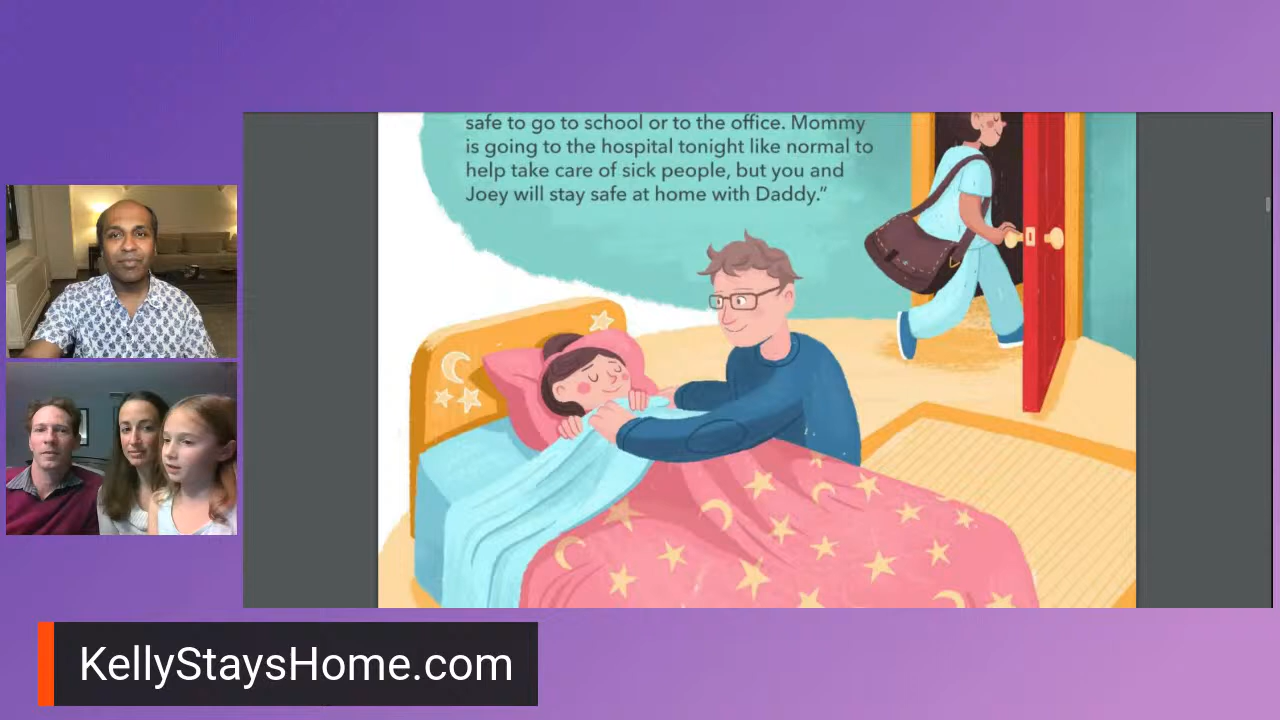 safe to go to school or to the office. Mommy
is going to the hospital tonight like normal to
help take care of sick people, but you and
Joey will stay safe at home with Daddy.”
KellyStaysHome.com